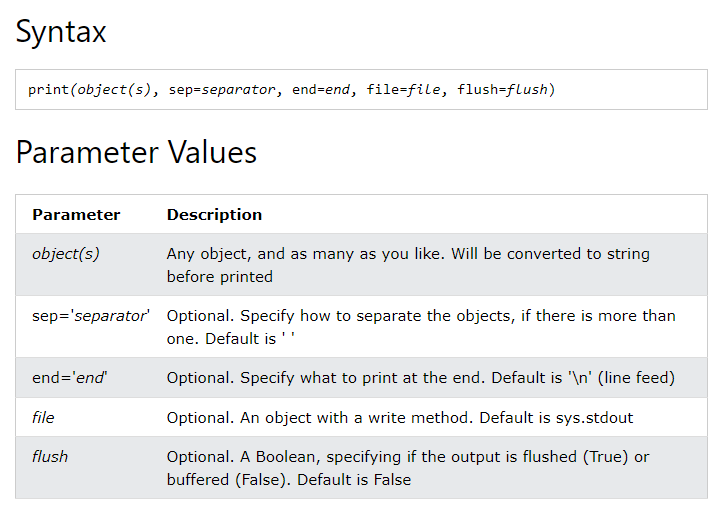 Syntax
print(object(s), sep=separator, end=end, file=file, flush=flush)
Parameter Values
Parameter Description
object(s) Any object, and as many as you like. Will be converted to string
before printed
sep='separator' Optional. Specify how to separate the objects, if there is more than
one. Default is ' '
end='end' Optional. Specify what to print at the end. Default is '\n' (line feed)
file Optional. An object with a write method. Default is sys.stdout
flush Optional. A Boolean, specifying if the output is flushed (True) or
buffered (False). Default is False